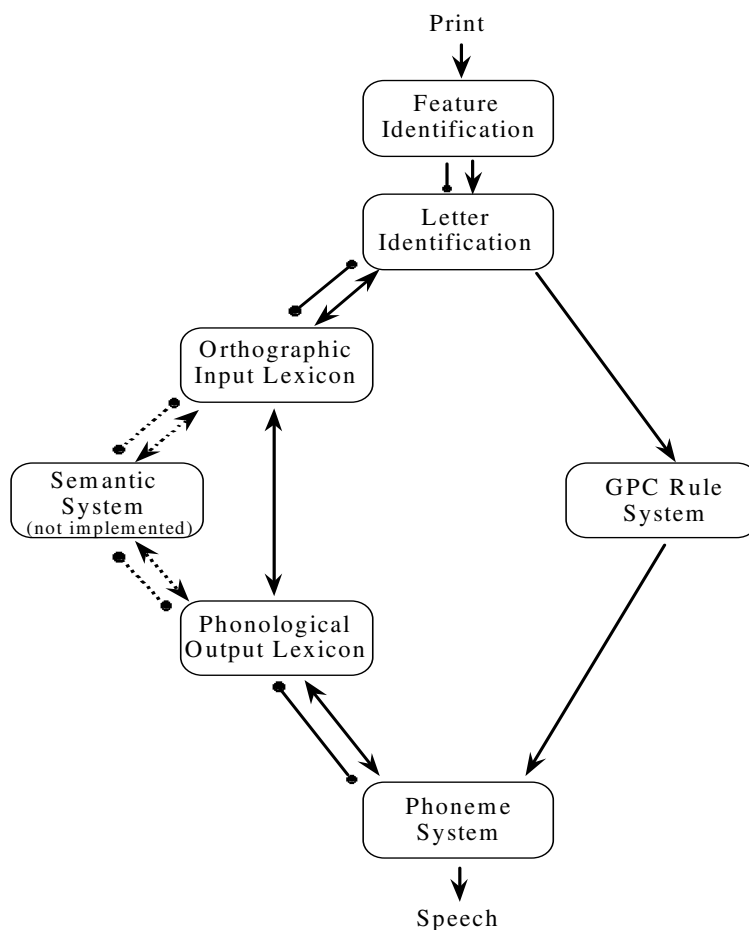 Print
Feature
Identification
Letter
Identification
Orthographic
Input Lexicon
Semantic
System
(not implemented)
GPC Rule
System
Phonological
Output Lexicon
Phoneme
System
Speech